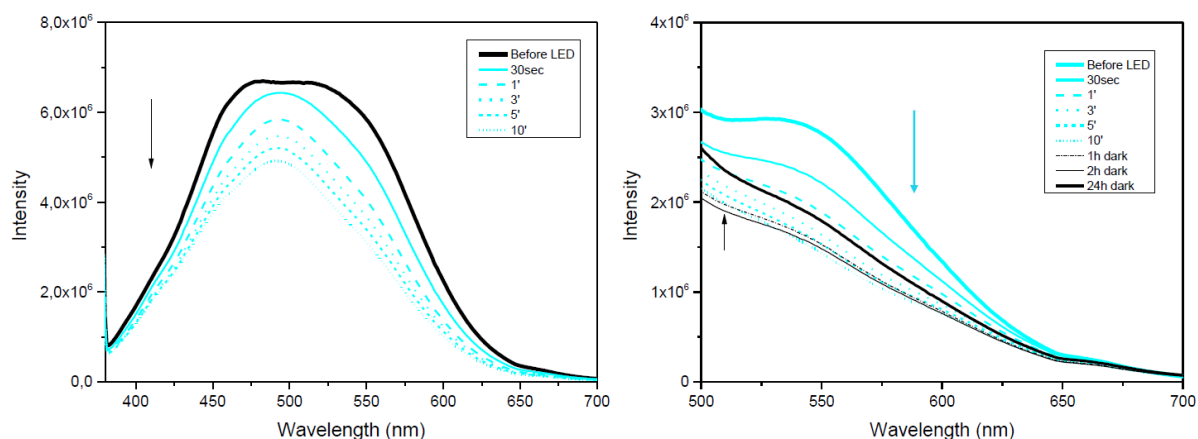 8,0x10⁶
6,0x10⁶
4,0x10⁶
2,0x10⁶
0,0
Intensity
400 450 500 550 600 650 700
Wavelength (nm)
Before LED
30sec
1'
3'
5'
10'
4x10⁶
3x10⁶
2x10⁶
1x10⁶
0
Intensity
500 550 600 650 700
Wavelength (nm)
Before LED
30sec
1'
3'
5'
10'
1h dark
2h dark
24h dark